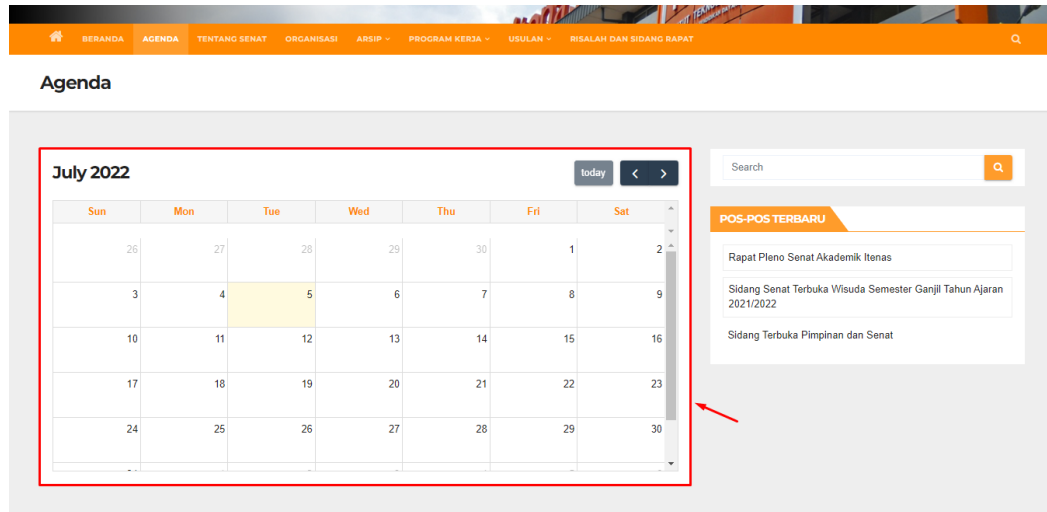 BERANDA AGENDA TENTANG SENAT ORGANISASI ARSIP PROGRAM KERJA USULAN RISALAH DAN SIDANG RAPAT
Agenda
July 2022
today
Sun Mon Tue Wed Thu Fri Sat
26 27 28 29 30 1 2
3 4 5 6 7 8 9
10 11 12 13 14 15 16
17 18 19 20 21 22 23
24 25 26 27 28 29 30
Search
POS-POS TERBARU
Rapat Pleno Senat Akademik Itenas
Sidang Senat Terbuka Wisuda Semester Ganjil Tahun Ajaran
2021/2022
Sidang Terbuka Pimpinan dan Senat